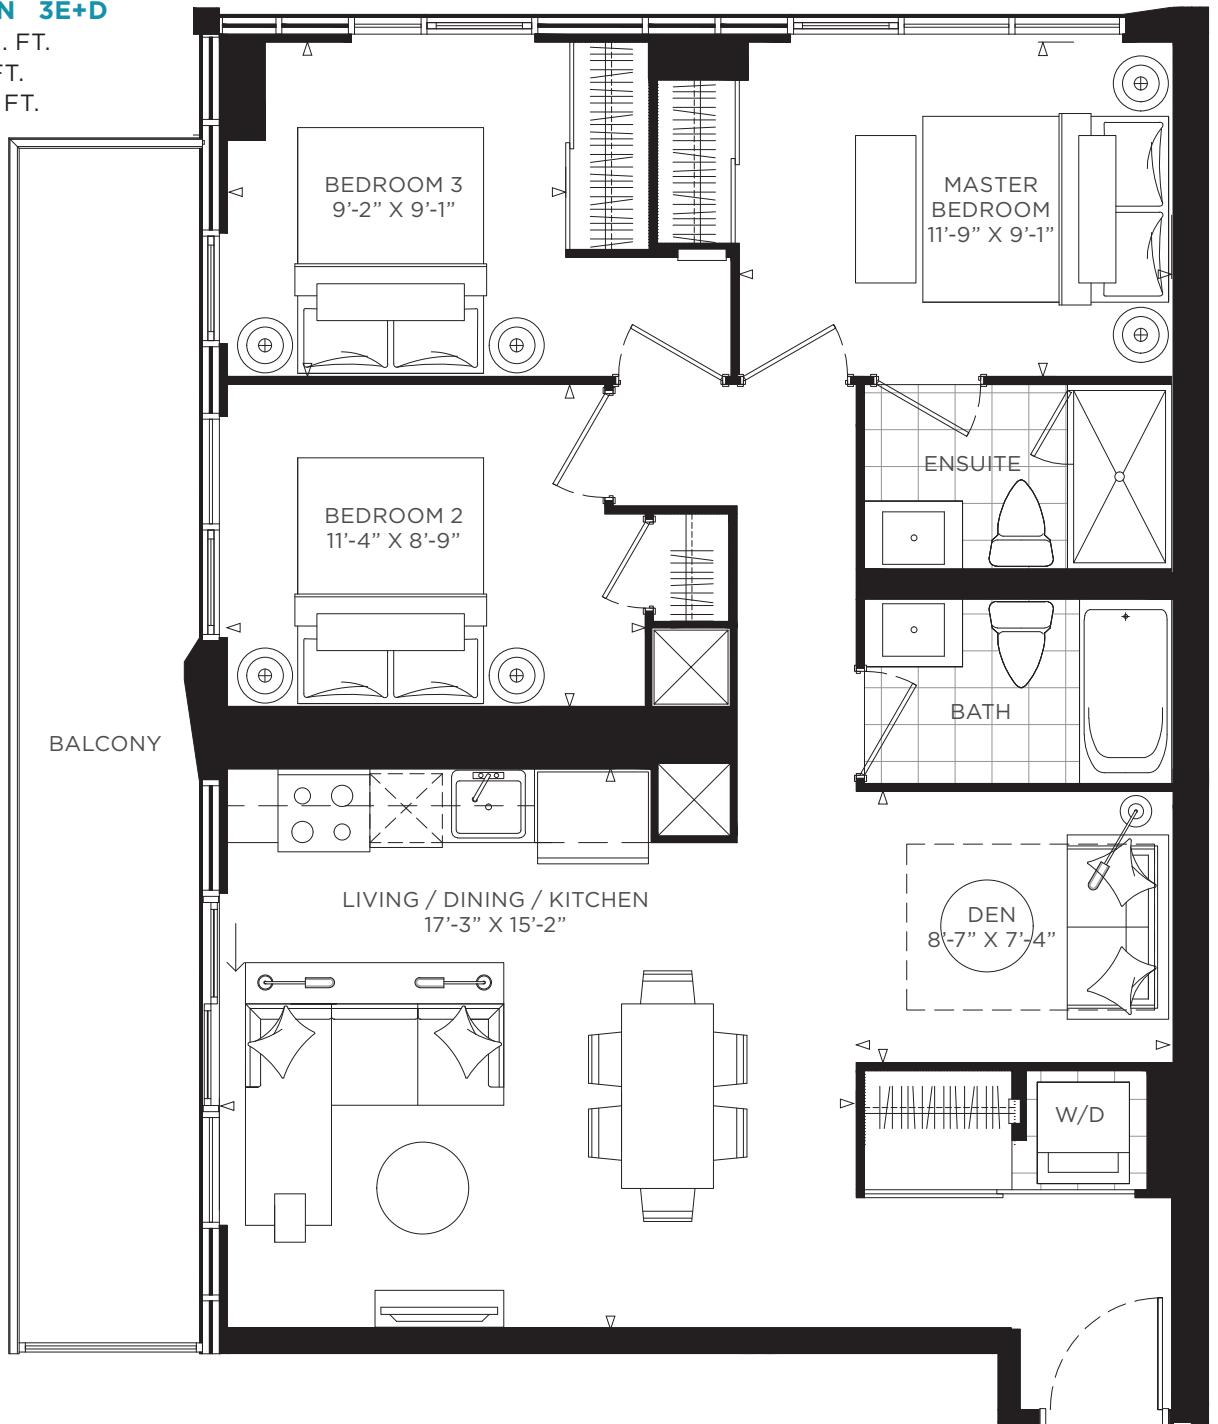 3E+D
. FT.
FT.
FT.
BEDROOM 3
9'-2” X 9'-1”
MASTER
BEDROOM
11'-9” X 9'-1”
ENSUITE
BEDROOM 2
11'-4” X 8'-9”
BATH
BALCONY
LIVING / DINING / KITCHEN
17'-3” X 15'-2”
DEN
8'-7” X 7'-4”
W/D